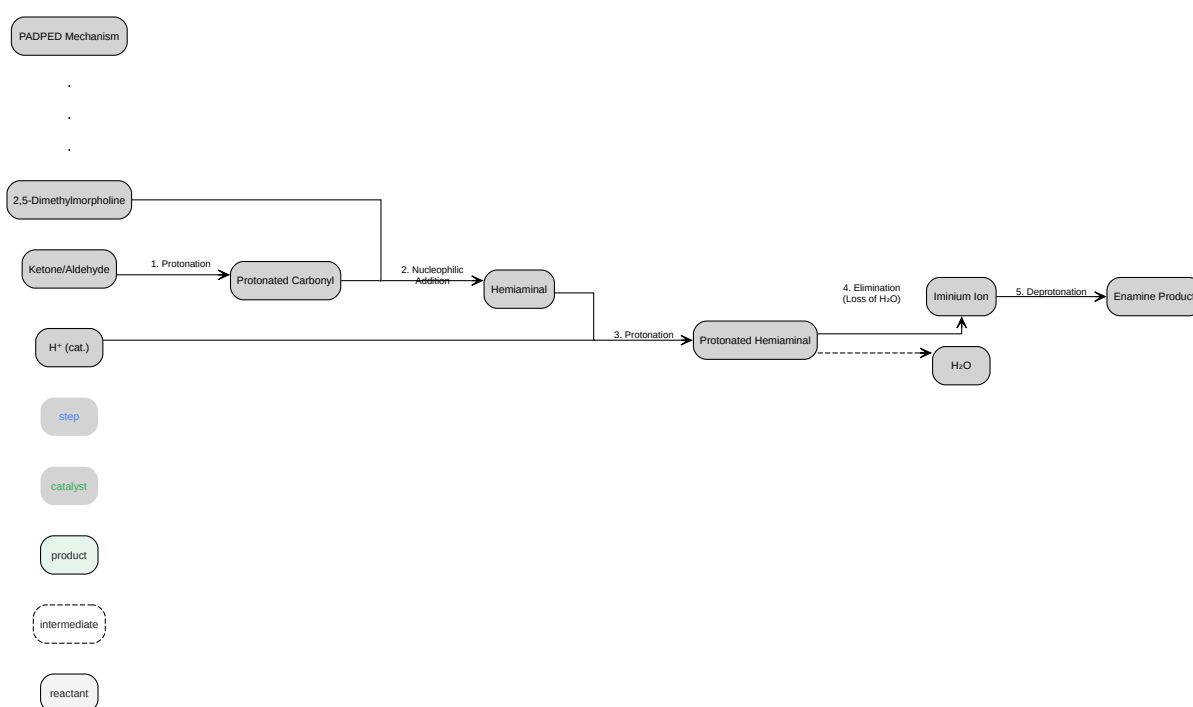 PADPED Mechanism
.
.
.
2,5-Dimethylmorpholine
Ketone/Aldehyde
1. Protonation
Protonated Carbonyl
2. Nucleophilic
Addition
Hemiaminal
4. Elimination
(Loss of H₂O)
Iminium Ion
5. Deprotonation
Enamine Product
H⁺ (cat.)
3. Protonation
Protonated Hemiaminal
H₂O
step
catalyst
product
intermediate
reactant